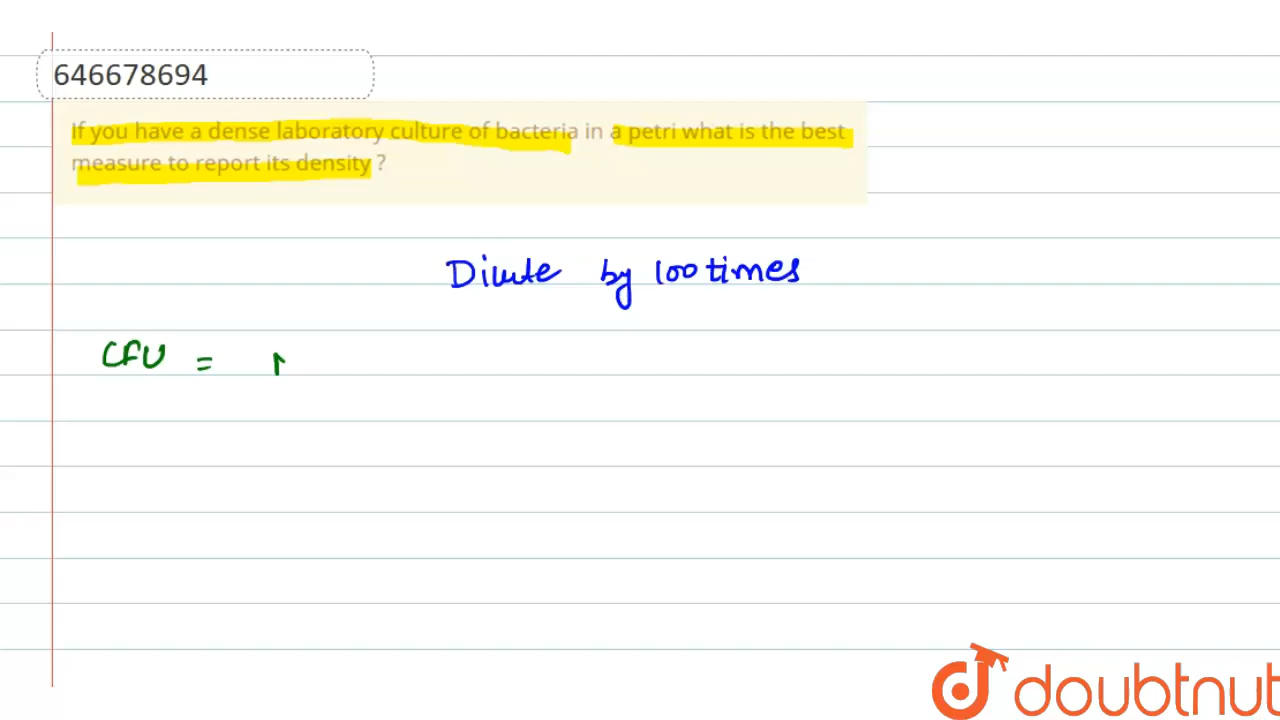 646678694
If you have a dense laboratory culture of bacteria in a petri what is the best
measure to report its density ?
Dilute by 100 times
CFU =
doubtnut